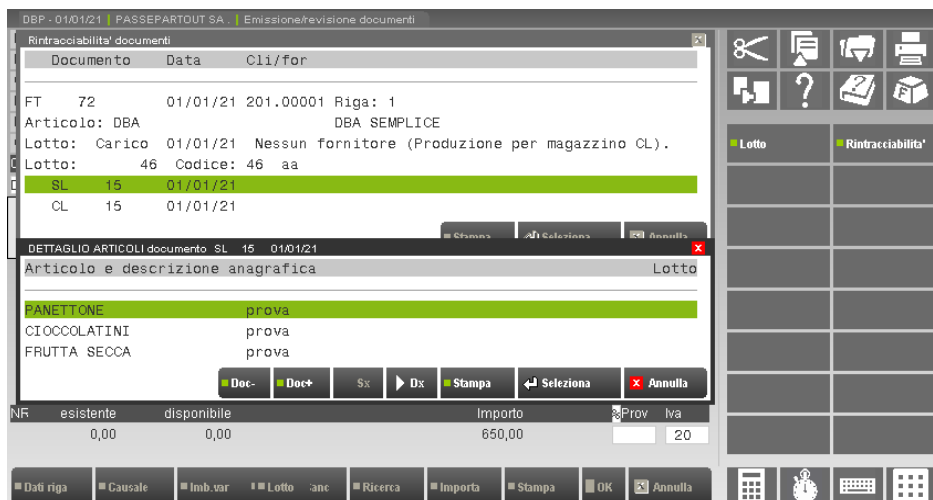 DBP - 01/01/21 | PASSEPARTOUT SA . | Emissione/revisione documenti
Rintracciabilita' documenti
Documento Data Cli/for
FT 72 01/01/21 201.00001 Riga: 1
Articolo: DBA DBA SEMPLICE
Lotto: Carico 01/01/21 Nessun fornitore (Produzione per magazzino CL).
Lotto: 46 Codice: 46 aa
SL 15 01/01/21
CL 15 01/01/21
Stampa Seleziona Annulla
DETTAGLIO ARTICOLI documento SL 15 01/01/21
Articolo e descrizione anagrafica Lotto
PANETTONE prova
CIOCCOLATINI prova
FRUTTA SECCA prova
Doc- Doc+ Sx Dx Stampa Seleziona Annulla
NR esistente disponibile Importo % Prov Iva
0,00 0,00 650,00 20
Dati riga Causale Imb.var Lotto anc Ricerca Importa Stampa OK Annulla
Lotto Rintracciabilita'